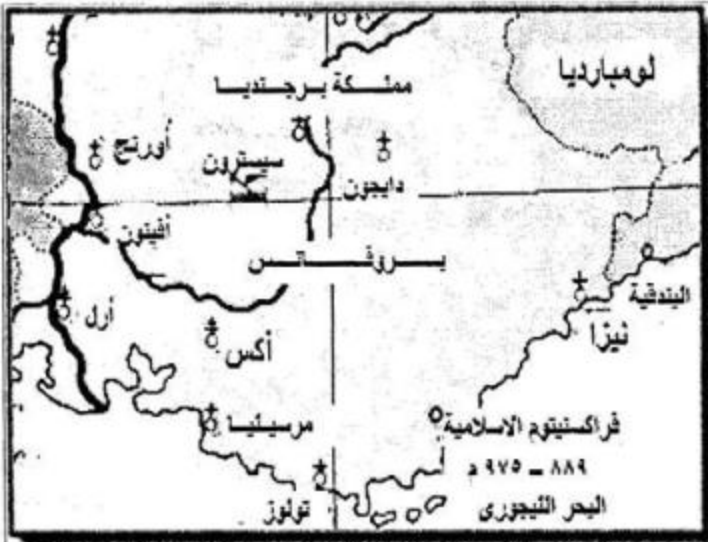 لومبارديا
مملكة برجنديا
أورنج
سيسترون
دايجون
أفينون
بروفانس
البندقية
نيزا
أرل
أكس
مرسيليا
فراكسنيتوم الاسلامية
٨٨٩ - ٩٧٥ م
تولوز
البحر الليجورى